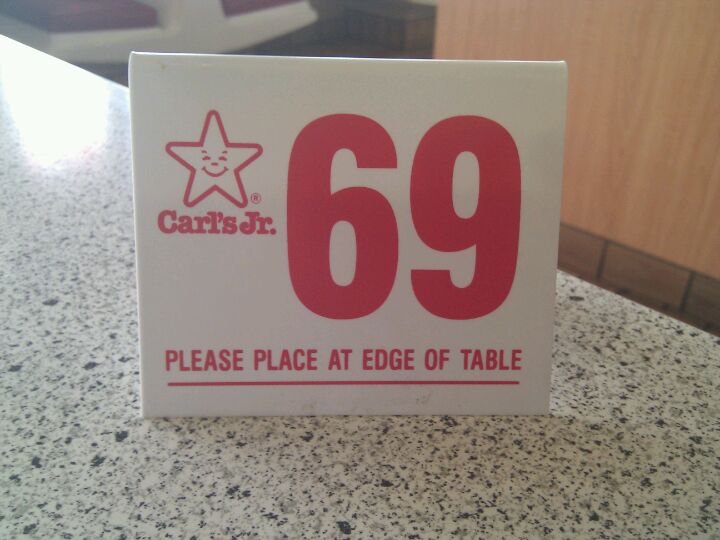 69
®
Carl's Jr.
PLEASE PLACE AT EDGE OF TABLE